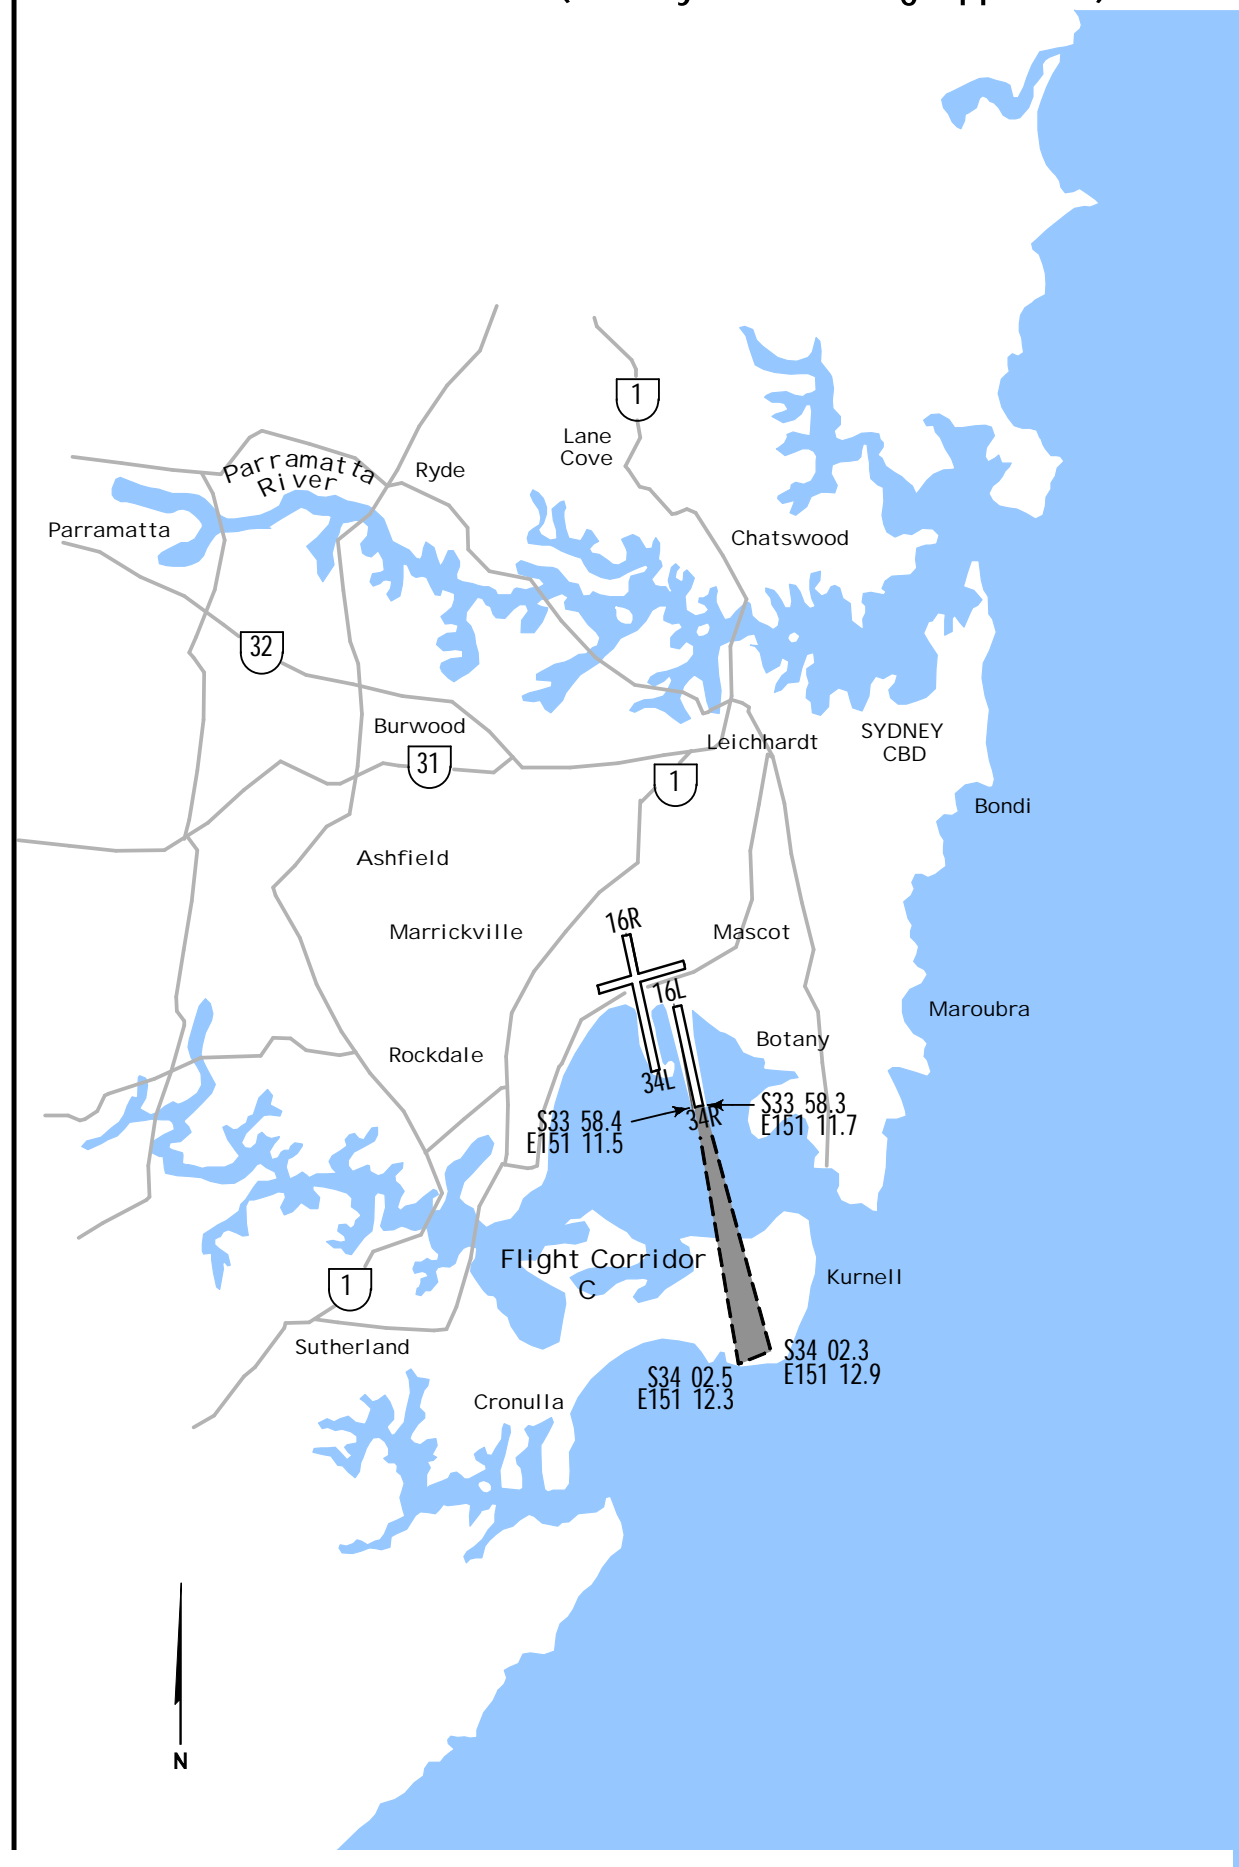 1
Lane
Cove
Parramatta
River
Ryde
Parramatta
Chatswood
32
Burwood
SYDNEY
CBD
Leichhardt
31
1
Bondi
Ashfield
16R
Marrickville
Mascot
16L
Maroubra
Botany
Rockdale
34L
S33 58.3
E151 11.7
34R
S33 58.4
E151 11.5
Flight Corridor
C
Kurnell
1
Sutherland
S34 02.3
E151 12.9
S34 02.5
E151 12.3
Cronulla
N